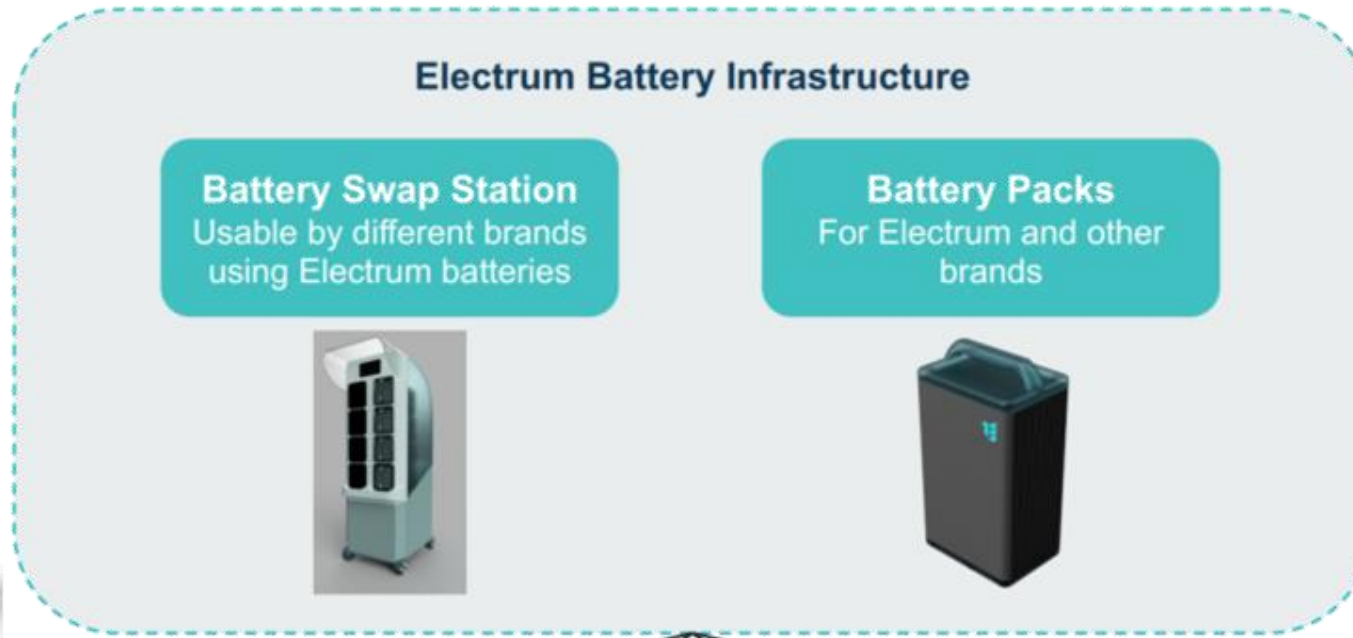 Electrum Battery Infrastructure
Battery Swap Station
Usable by different brands
using Electrum batteries
Battery Packs
For Electrum and other
brands